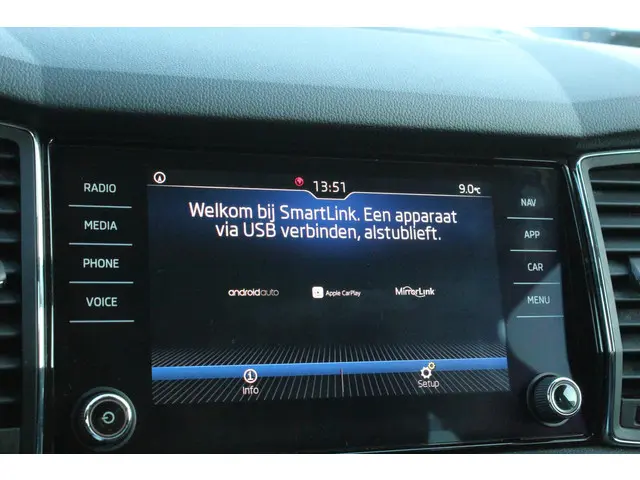 RADIO
MEDIA
PHONE
VOICE
13:51
9.0°C
Welkom bij SmartLink. Een apparaat
via USB verbinden, alstublieft.
androidauto
Apple CarPlay
MirrorLink
Info
Setup
NAV
APP
CAR
MENU